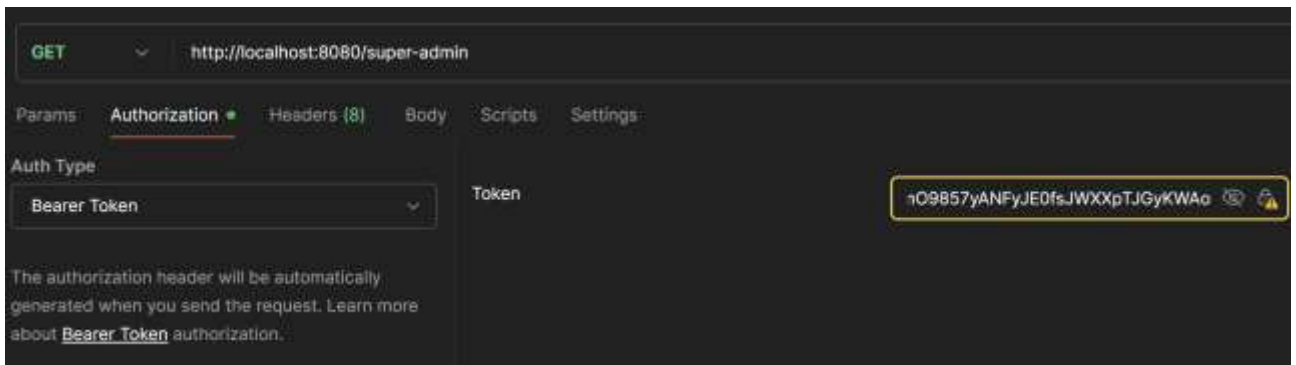 GET http://localhost:8080/super-admin
Params Authorization Headers (8) Body Scripts Settings
Auth Type
Bearer Token
Token
nO9857yANFyJE0fsJWXXpTJGyKWAo
The authorization header will be automatically
generated when you send the request. Learn more
about Bearer Token authorization.